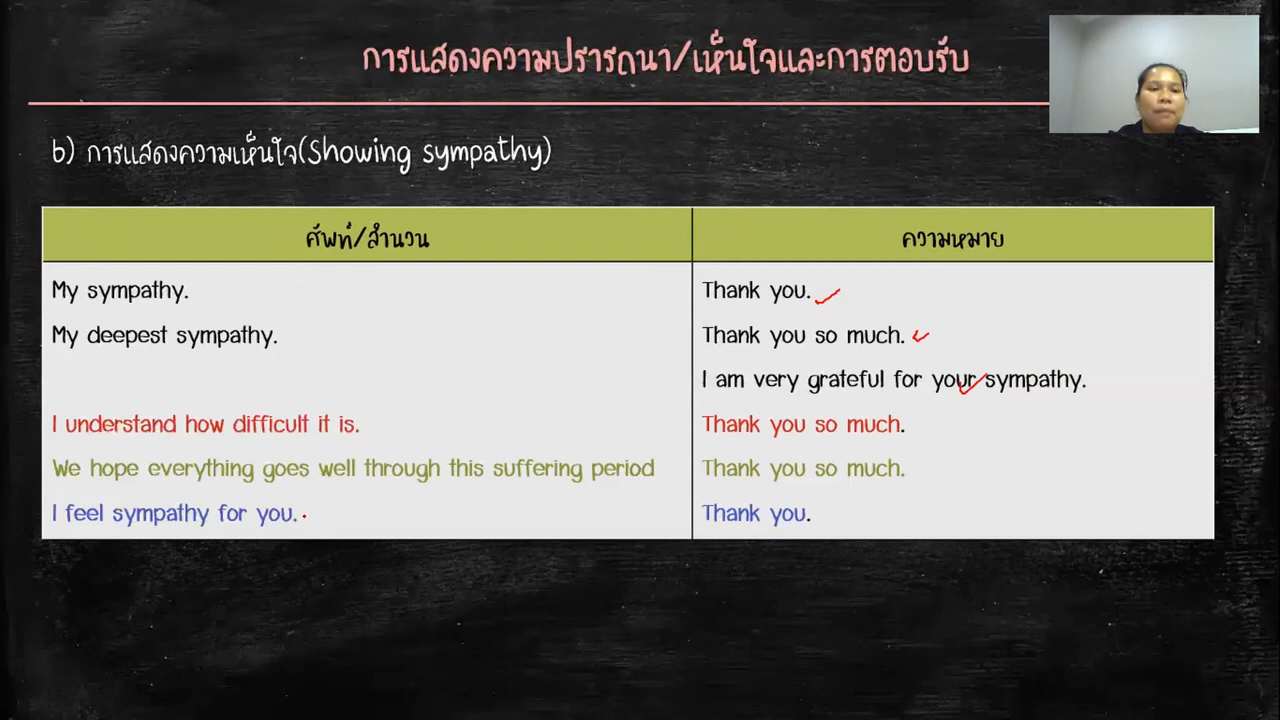 การแสดงความปรารถนา/เห็นใจและการตอบรับ
b) การแสดงความเห็นใจ(Showing sympathy)
ศัพท์/สำนวน ความหมาย
My sympathy. Thank you.
My deepest sympathy. Thank you so much.
I am very grateful for your sympathy.
I understand how difficult it is. Thank you so much.
We hope everything goes well through this suffering period Thank you so much.
I feel sympathy for you. Thank you.